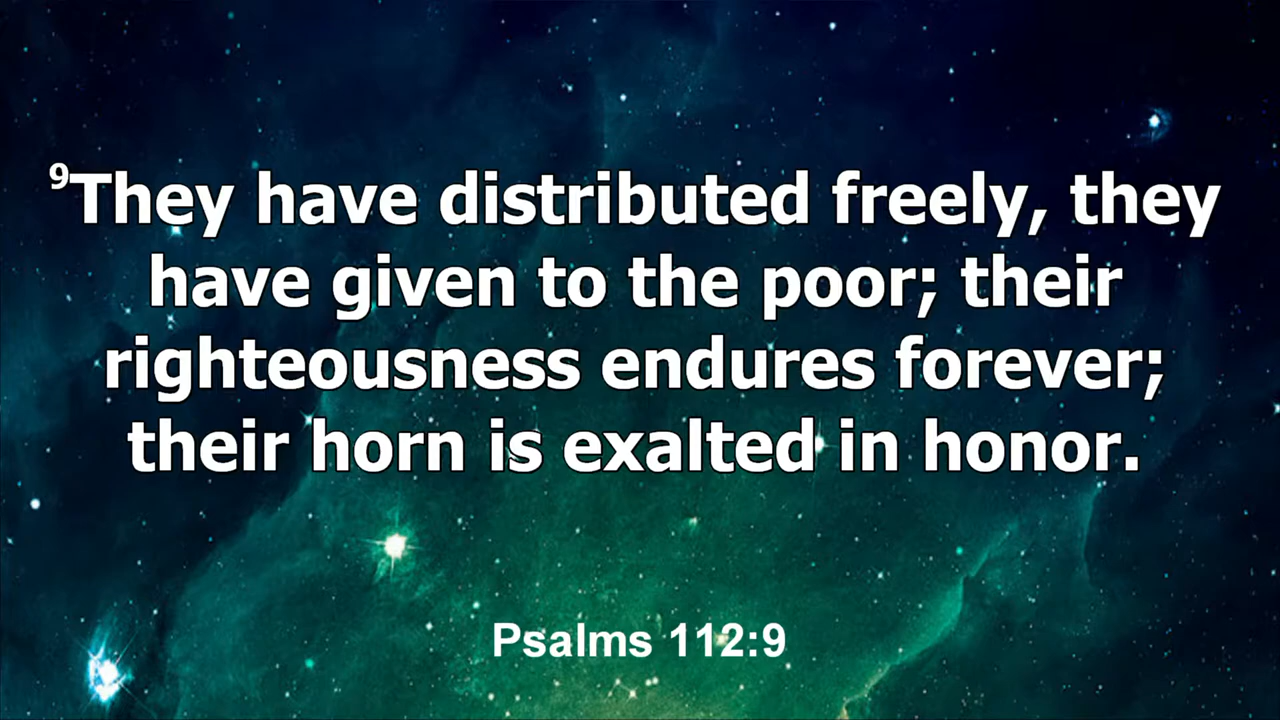 9They have distributed freely, they
have given to the poor; their
righteousness endures forever;
their horn is exalted in honor.
Psalms 112:9